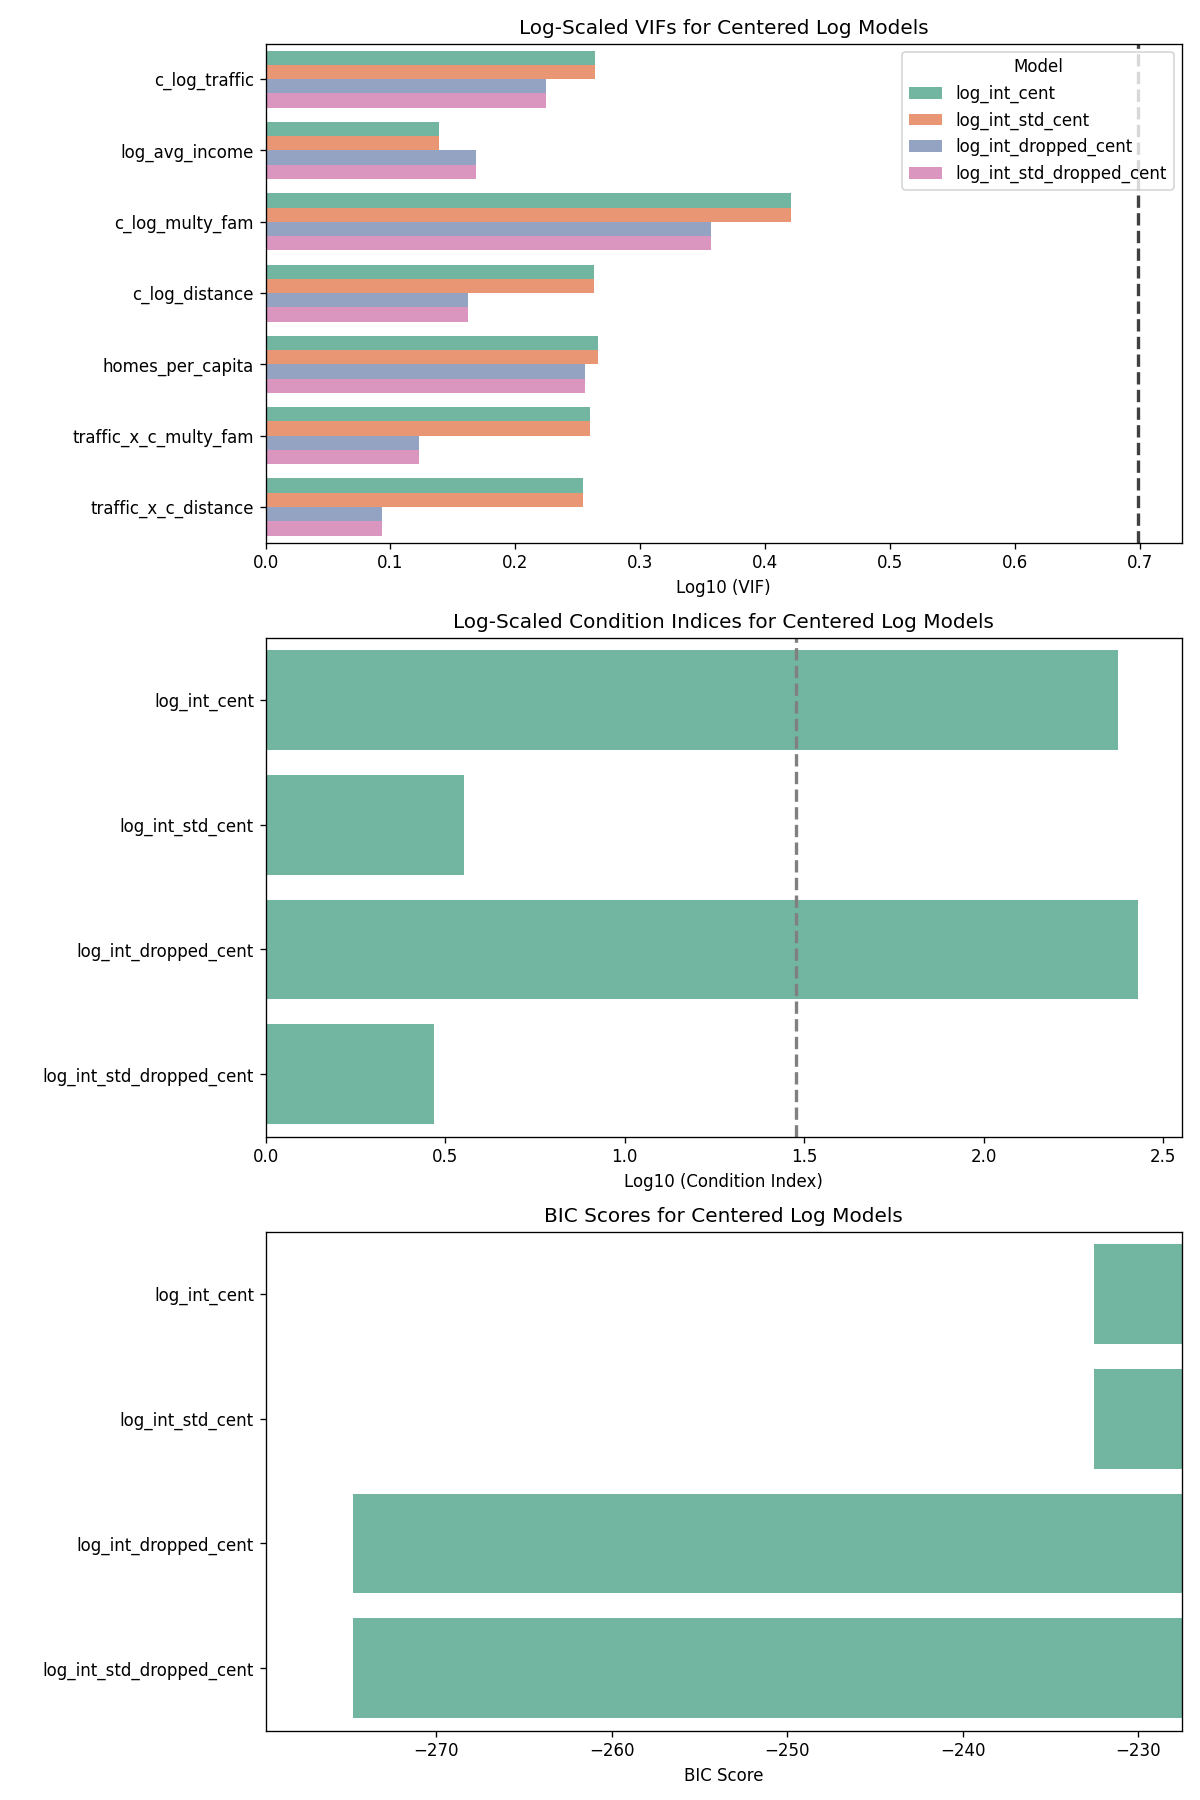 Log-Scaled VIFs for Centered Log Models
c_log_traffic
log_avg_income
c_log_multy_fam
c_log_distance
homes_per_capita
traffic_x_c_multy_fam
traffic_x_c_distance
Model
log_int_cent
log_int_std_cent
log_int_dropped_cent
log_int_std_dropped_cent
0.0 0.1 0.2 0.3 0.4 0.5 0.6 0.7
Log10 (VIF)
Log-Scaled Condition Indices for Centered Log Models
log_int_cent
log_int_std_cent
log_int_dropped_cent
log_int_std_dropped_cent
0.0 0.5 1.0 1.5 2.0 2.5
Log10 (Condition Index)
BIC Scores for Centered Log Models
log_int_cent
log_int_std_cent
log_int_dropped_cent
log_int_std_dropped_cent
−270 −260 −250 −240 −230
BIC Score